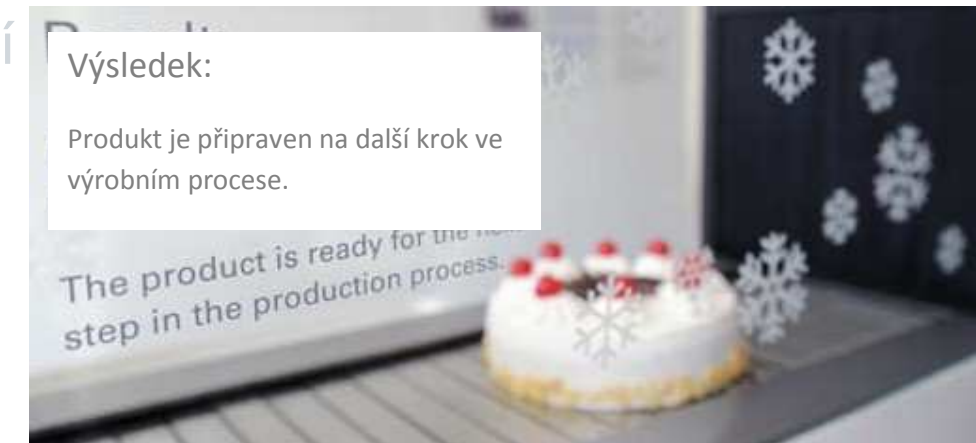 í
Výsledek:
Produkt je připraven na další krok ve
výrobním procese.
The product is ready for the
step in the production process.